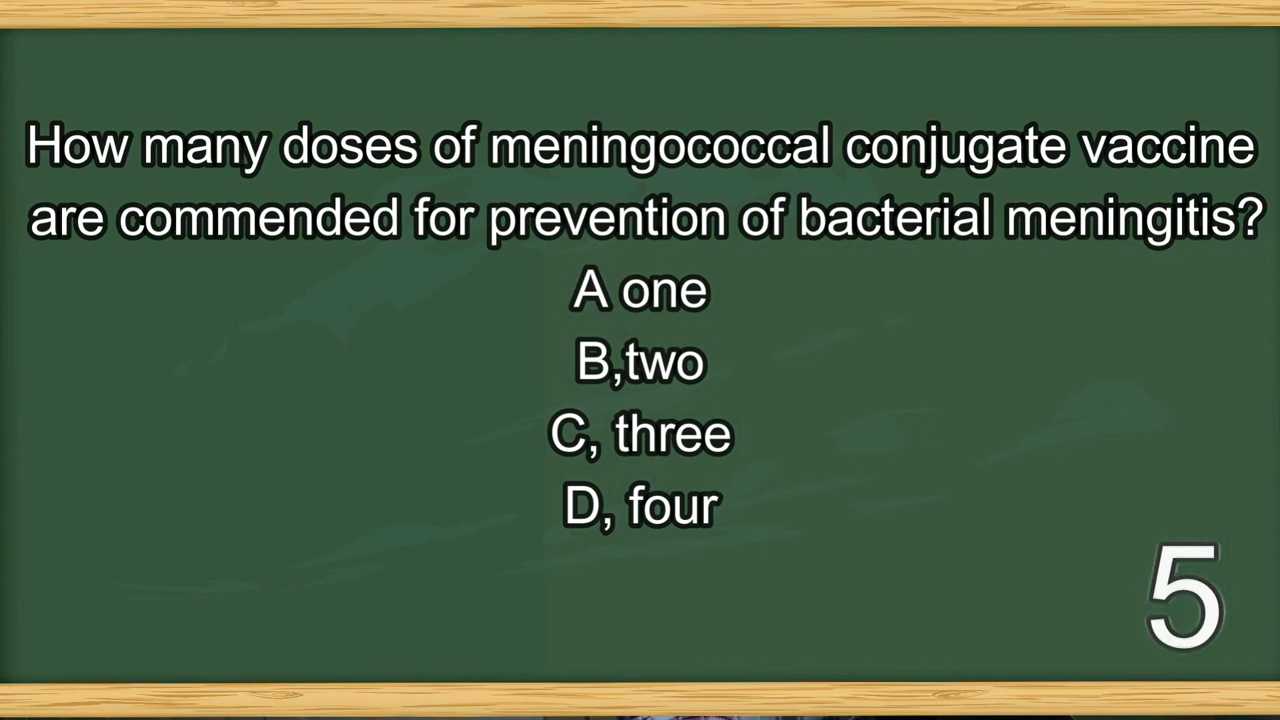 How many doses of meningococcal conjugate vaccine
are commended for prevention of bacterial meningitis?
A one
B,two
C, three
D, four
5